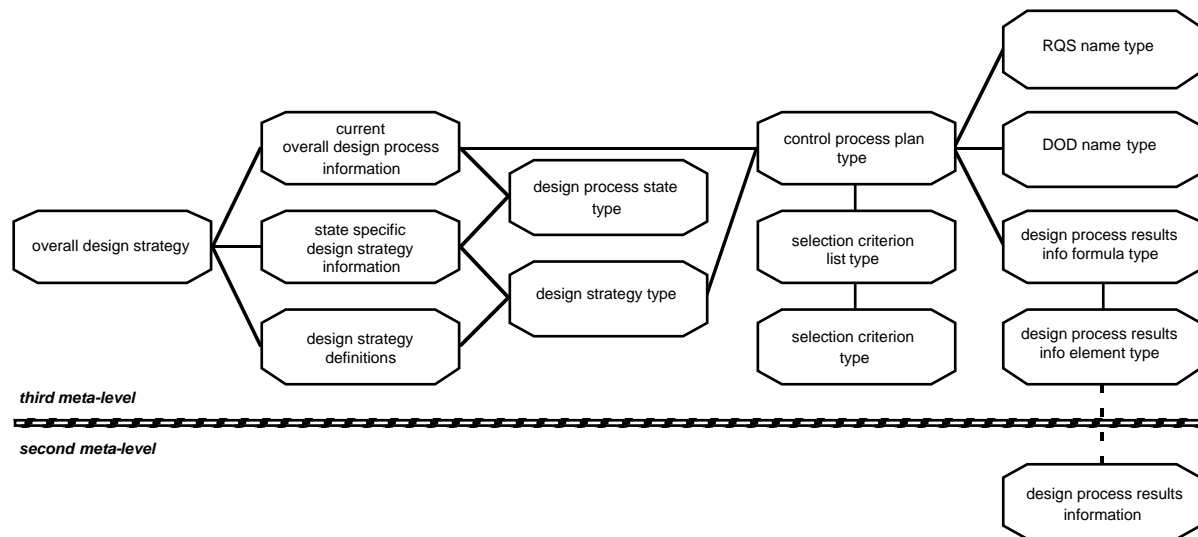 RQS name type
current
overall design process
information
control process plan
type
DOD name type
design process state
type
overall design strategy
state specific
design strategy
information
selection criterion
list type
design process results
info formula type
design strategy type
design strategy
definitions
selection criterion
type
design process results
info element type
third meta-level
second meta-level
design process results
information